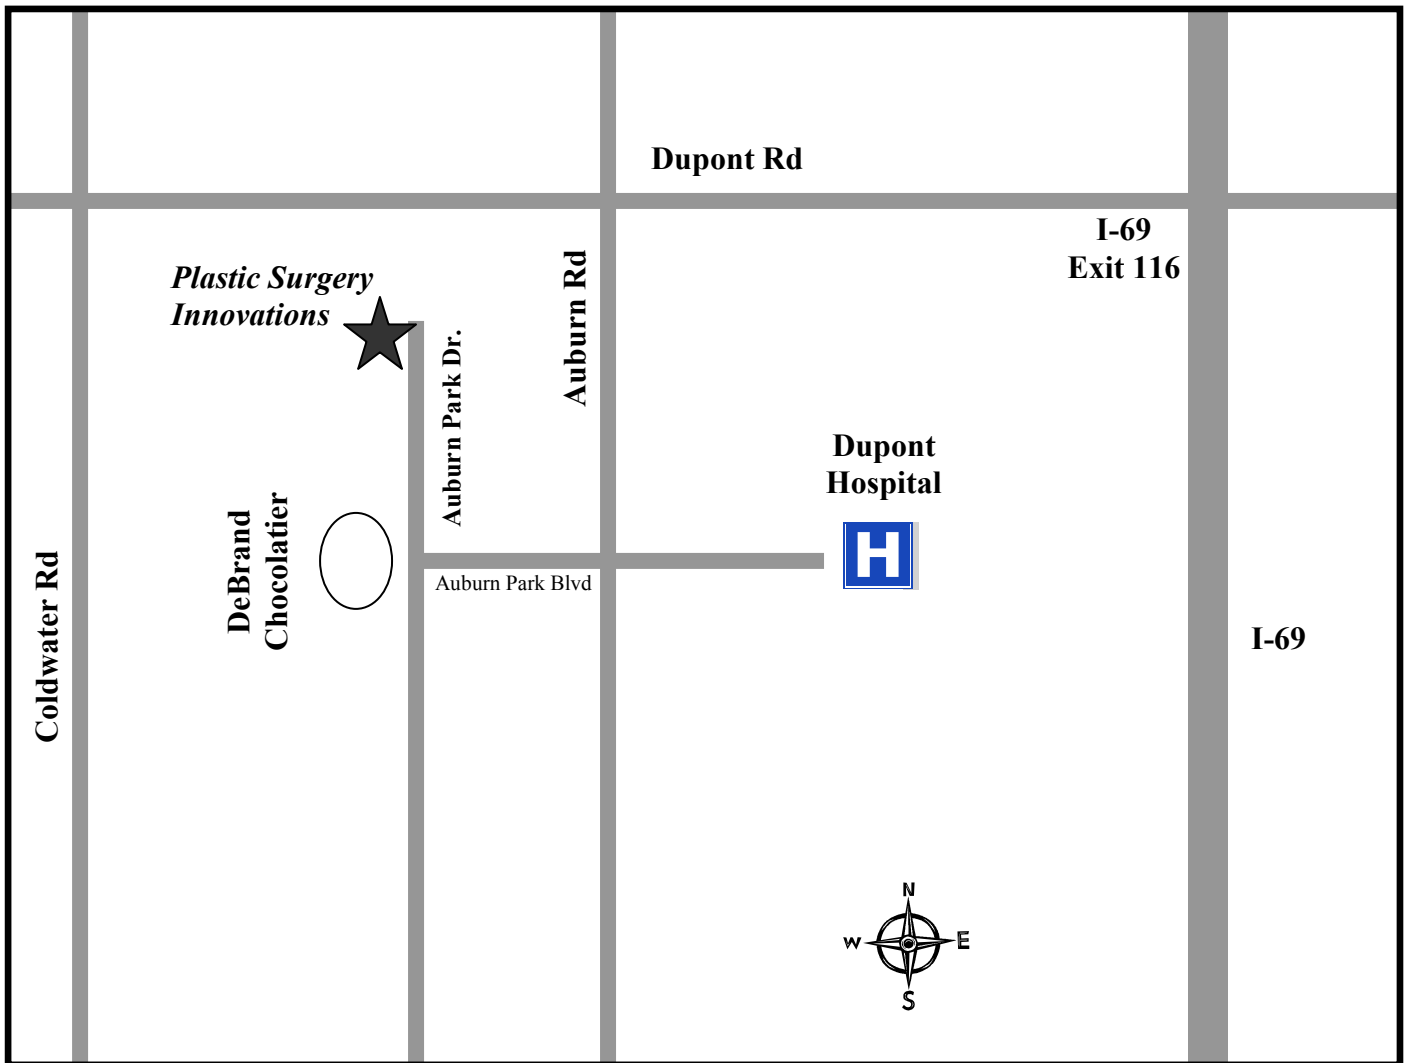 Dupont Rd
I-69
Exit 116
Plastic Surgery
Innovations
Auburn Rd
Auburn Park Dr.
Dupont
Hospital
H
DeBrand
Chocolatier
Auburn Park Blvd
Coldwater Rd
I-69
N
W
E
S